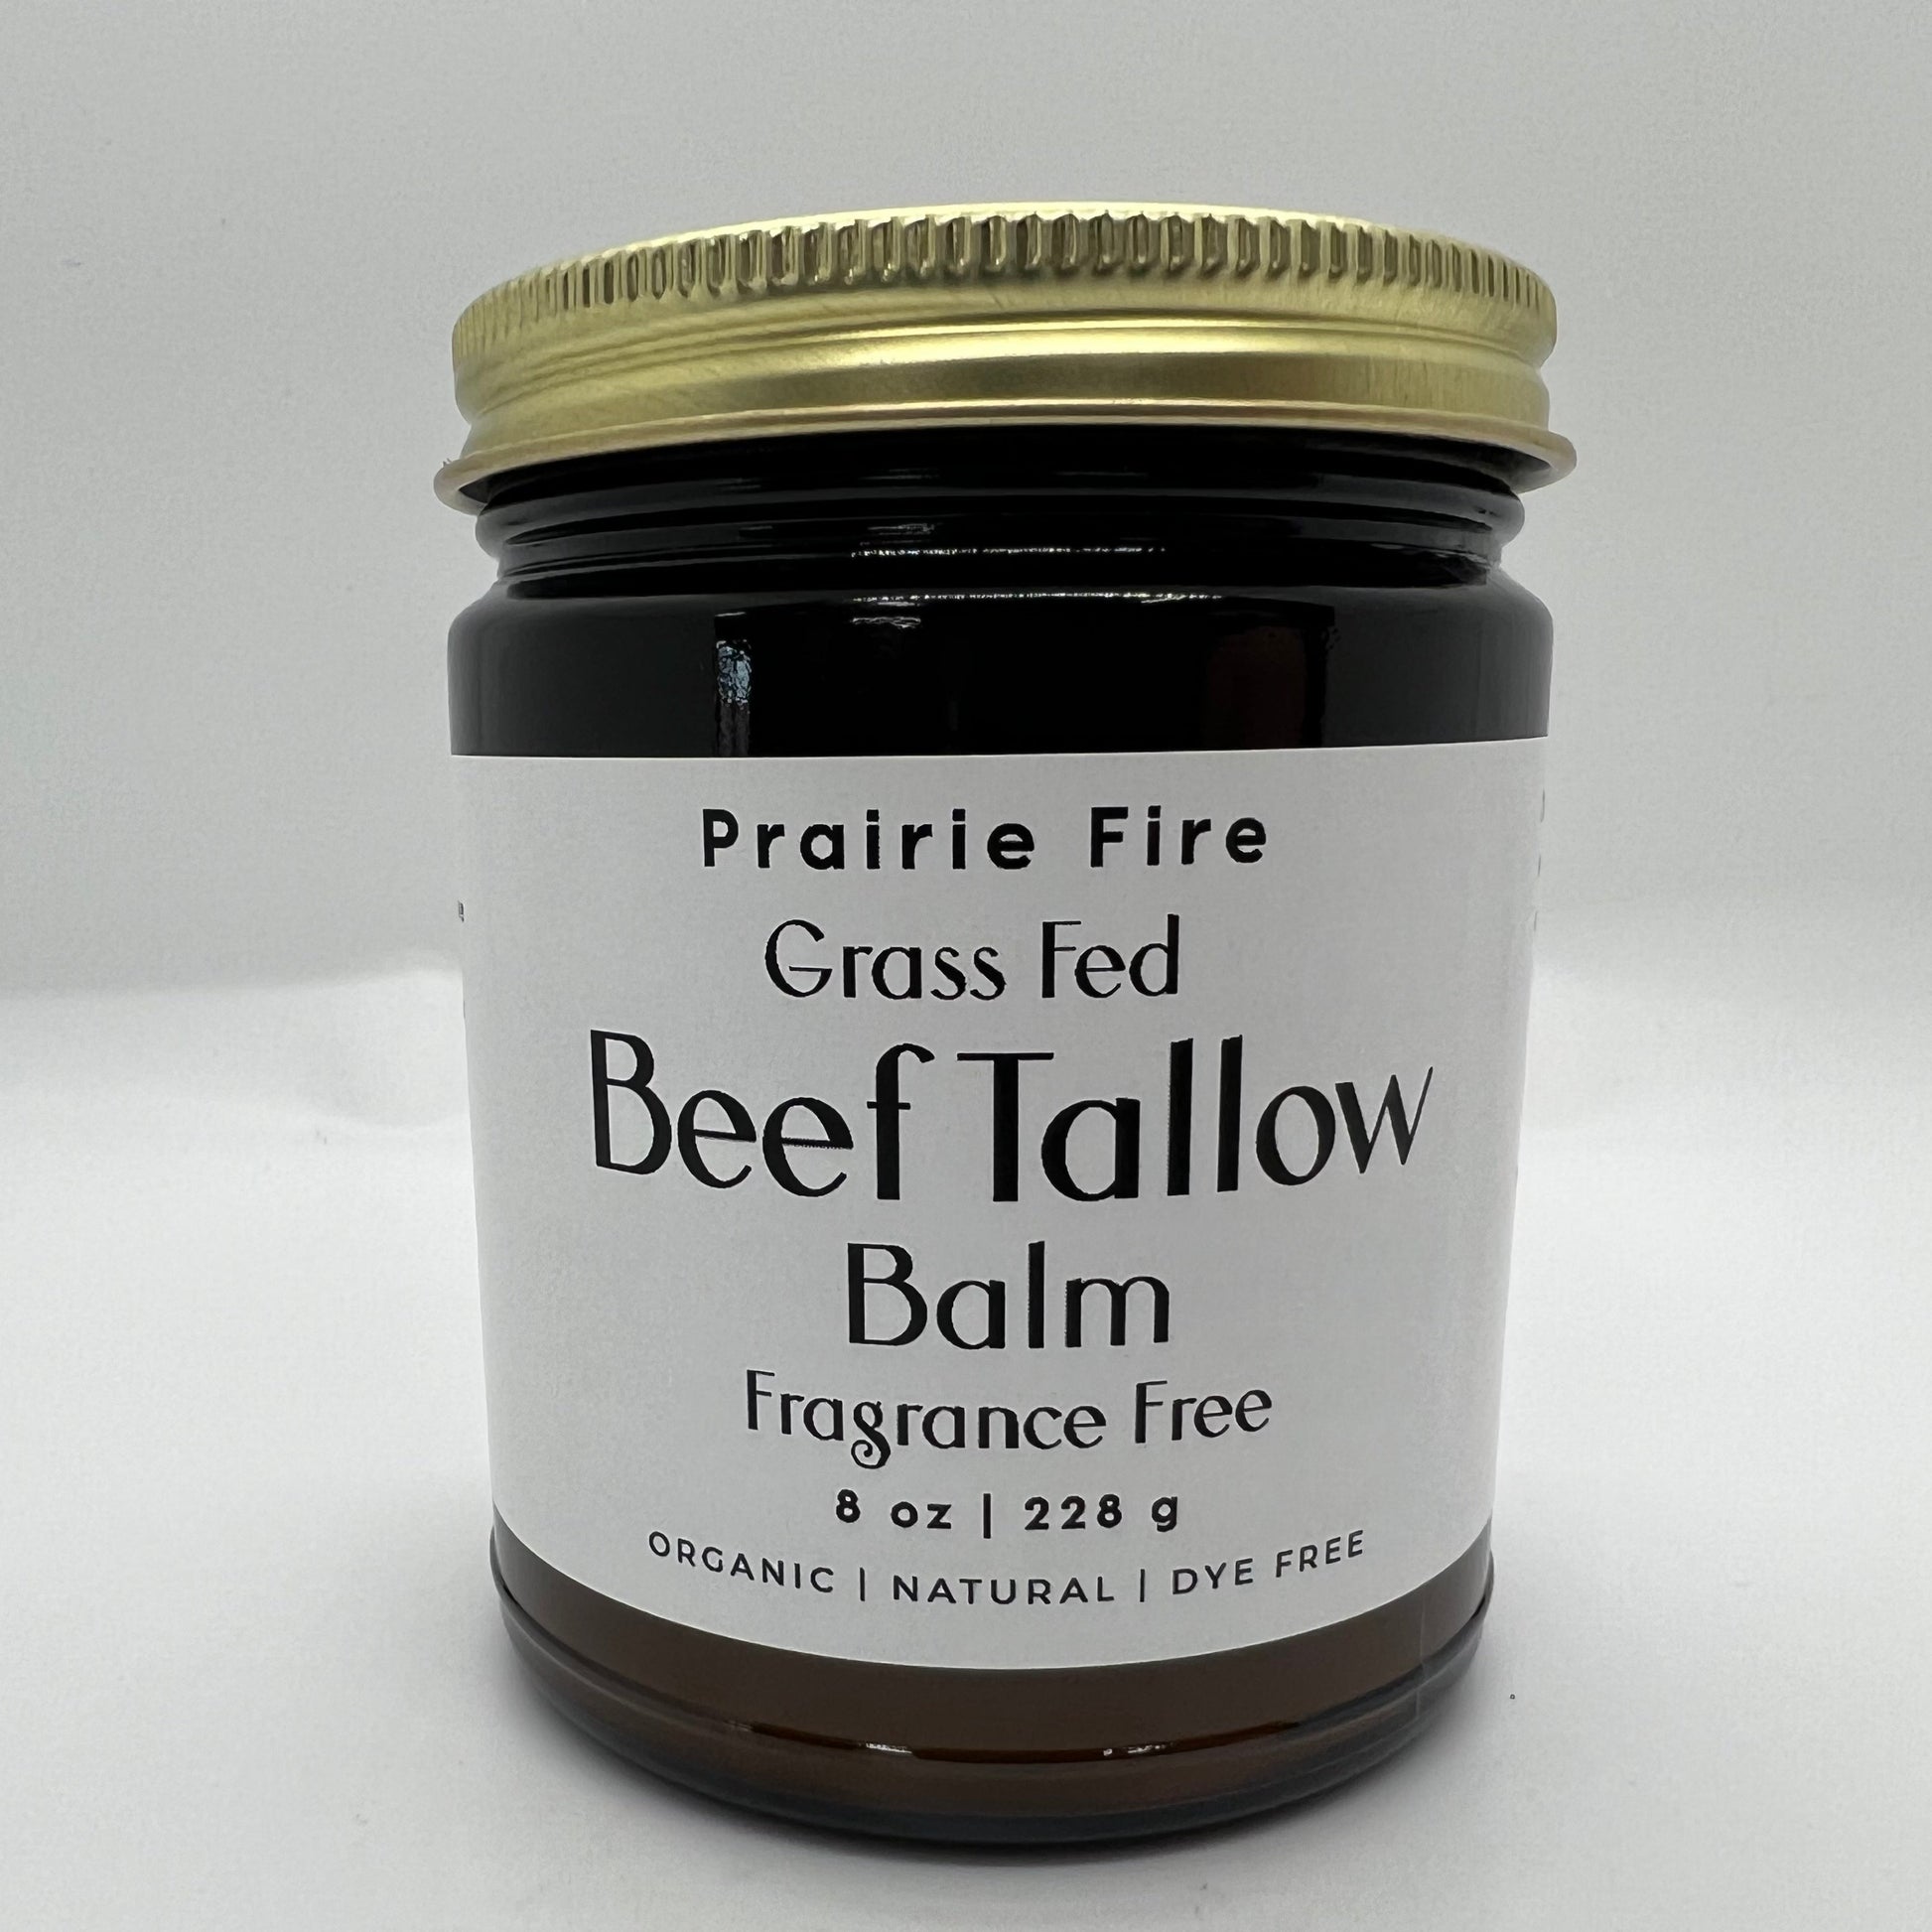 Prairie Fire
Grass Fed
Beef Tallow
Balm
Fragrance Free
8 oz | 228 g
ORGANIC | NATURAL | DYE FREE